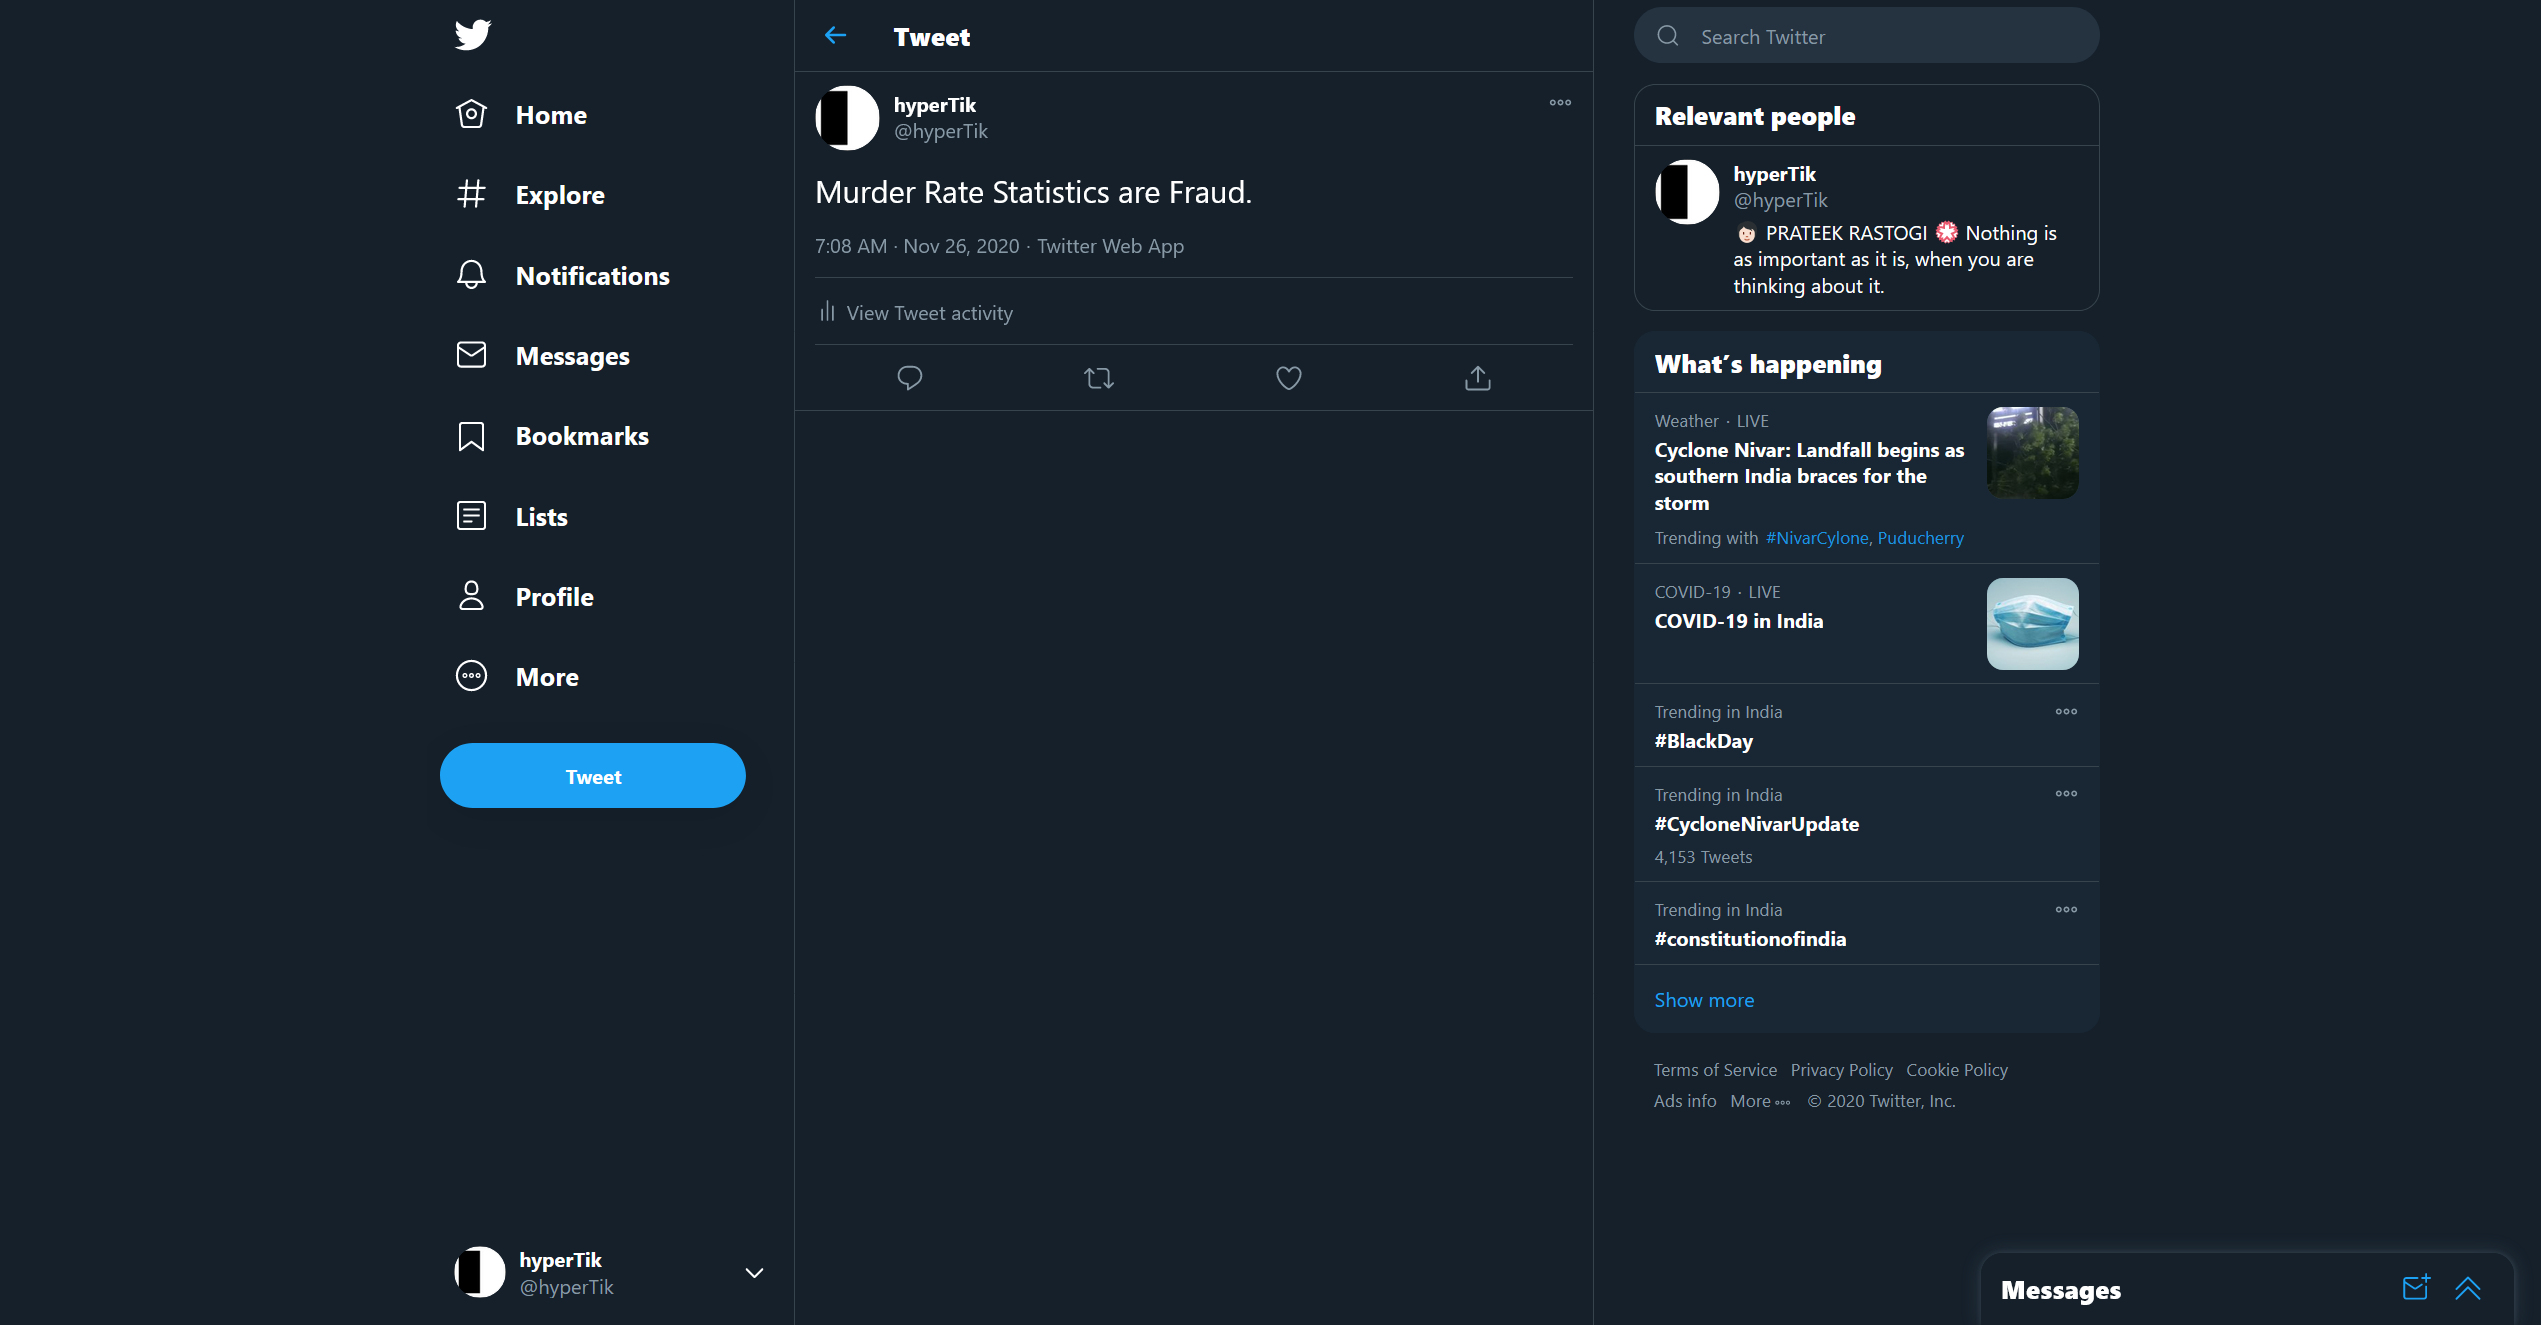 Home
Explore
Notifications
Messages
Bookmarks
Lists
Profile
More
Tweet
hyperTik
@hyperTik
Tweet
hyperTik
@hyperTik
Murder Rate Statistics are Fraud.
7:08 AM · Nov 26, 2020 · Twitter Web App
View Tweet activity
Search Twitter
Relevant people
hyperTik
@hyperTik
PRATEEK RASTOGI Nothing is
as important as it is, when you are
thinking about it.
What's happening
Weather · LIVE
Cyclone Nivar: Landfall begins as
southern India braces for the
storm
Trending with #NivarCylone, Puducherry
COVID-19 · LIVE
COVID-19 in India
Trending in India
#BlackDay
Trending in India
#CycloneNivarUpdate
4,153 Tweets
Trending in India
#constitutionofindia
Show more
Terms of Service Privacy Policy Cookie Policy
Ads info More © 2020 Twitter, Inc.
Messages